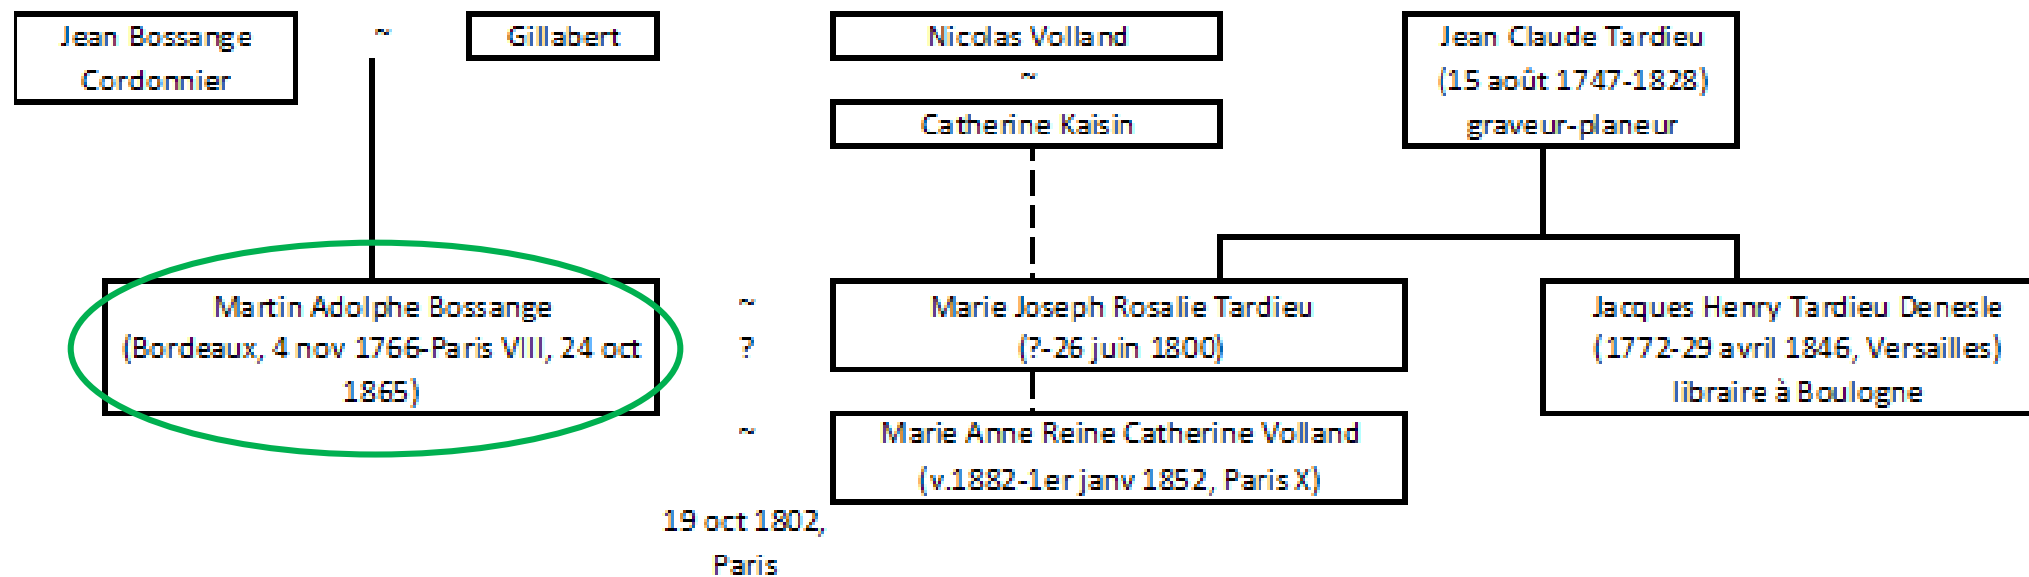 Jean Bossange
Cordonnier
~
Gillabert
Nicolas Volland
~
Catherine Kaisin
Jean Claude Tardieu
(15 août 1747-1828)
graveur-planeur
Martin Adolphe Bossange
(Bordeaux, 4 nov 1766-Paris VIII, 24 oct
1865)
~
?
Marie Joseph Rosalie Tardieu
(?-26 juin 1800)
Jacques Henry Tardieu Denesle
(1772-29 avril 1846, Versailles)
libraire à Boulogne
~
Marie Anne Reine Catherine Volland
(v.1882-1er janv 1852, Paris X)
19 oct 1802,
Paris